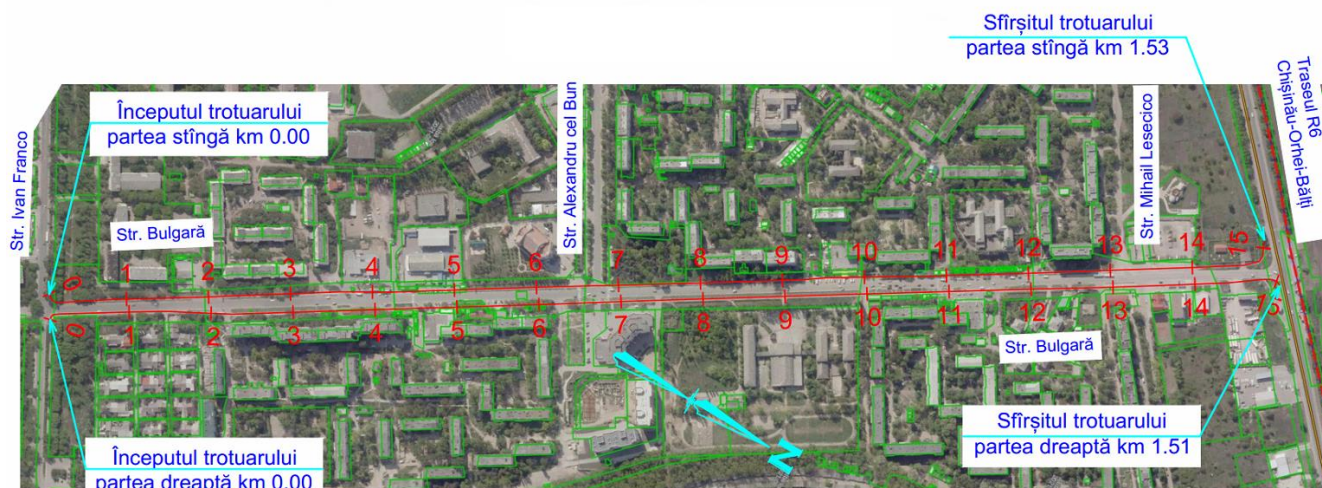 Sfîrșitul trotuarului
partea stîngă km 1.53
Traseul R6
Chișinău-Orhei-Bălți
Începutul trotuarului
partea stîngă km 0.00
Str. Ivan Franco
Str. Alexandru cel Bun
Str. Mihail Lesecico
Str. Bulgară
0 1 2 3 4 5 6 7 8 9 10 11 12 13 14 15
0 1 2 3 4 5 6 7 8 9 10 11 12 13 14 15
Str. Bulgară
N
Sfîrșitul trotuarului
partea dreaptă km 1.51
Începutul trotuarului
partea dreaptă km 0.00